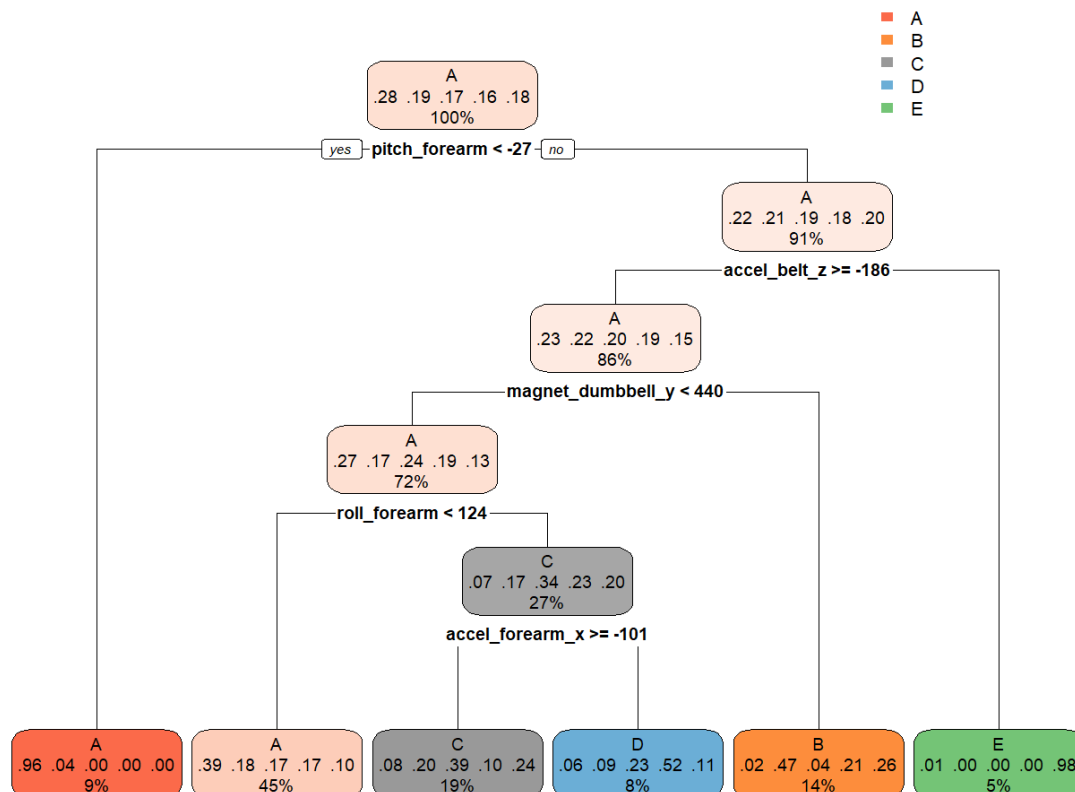 A
B
C
D
E
A
.28 .19 .17 .16 .18
100%
yes pitch_forearm < -27 no
A
.22 .21 .19 .18 .20
91%
accel_belt_z >= -186
A
.23 .22 .20 .19 .15
86%
magnet_dumbbell_y < 440
A
.27 .17 .24 .19 .13
72%
roll_forearm < 124
C
.07 .17 .34 .23 .20
27%
accel_forearm_x >= -101
A
.96 .04 .00 .00 .00
9%
A
.39 .18 .17 .17 .10
45%
C
.08 .20 .39 .10 .24
19%
D
.06 .09 .23 .52 .11
8%
B
.02 .47 .04 .21 .26
14%
E
.01 .00 .00 .00 .98
5%